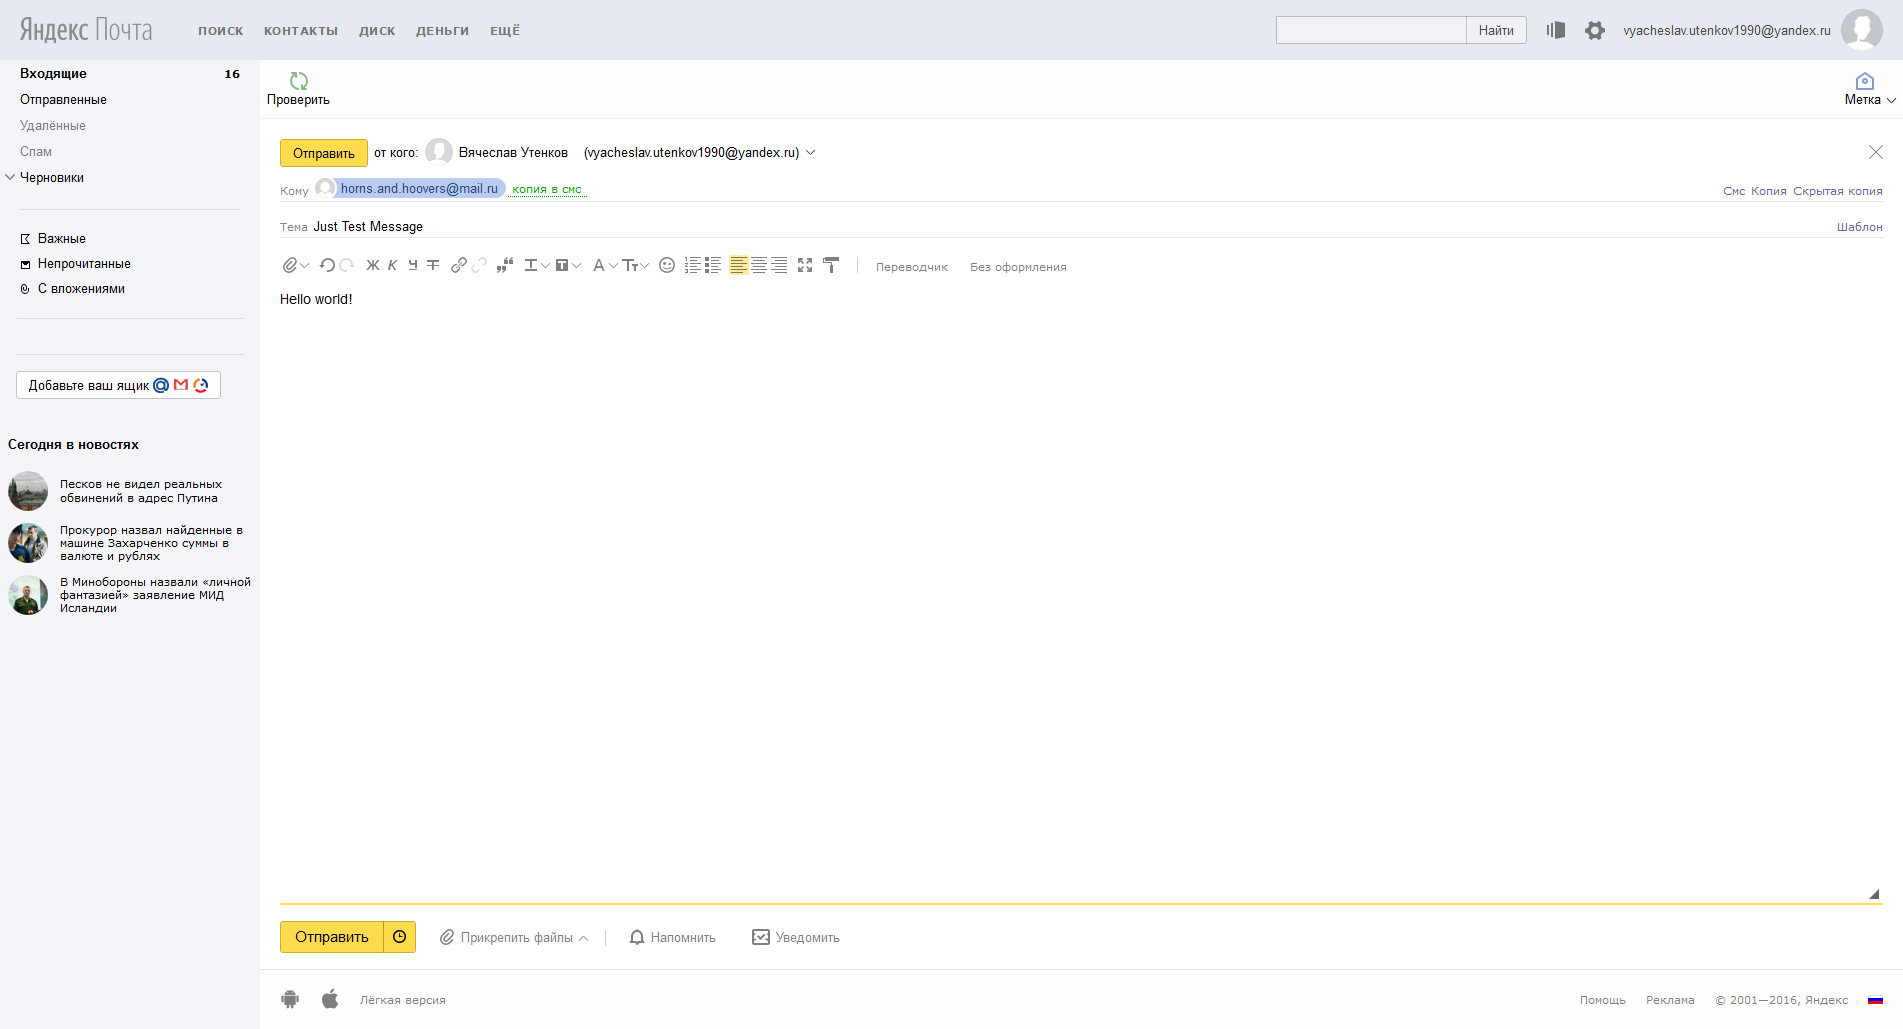 Яндекс Почта
ПОИСК КОНТАКТЫ ДИСК ДЕНЬГИ ЕЩЁ
Найти
vyacheslav.utenkov1990@yandex.ru
Входящие 16
Отправленные
Удалённые
Спам
Черновики
Важные
Непрочитанные
С вложениями
Добавьте ваш ящик
Сегодня в новостях
Песков не видел реальных
обвинений в адрес Путина
Прокурор назвал найденные в
машине Захарченко суммы в
валюте и рублях
В Минобороны назвали «личной
фантазией» заявление МИД
Исландии
Проверить
Метка
Отправить от кого: Вячеслав Утенков (vyacheslav.utenkov1990@yandex.ru)
Кому horns.and.hoovers@mail.ru копия в смс
Смс Копия Скрытая копия
Тема Just Test Message
Шаблон
Ж К Ч Т
Переводчик Без оформления
Hello world!
Отправить
Прикрепить файлы
Напомнить
Уведомить
Лёгкая версия
Помощь Реклама © 2001—2016, Яндекс